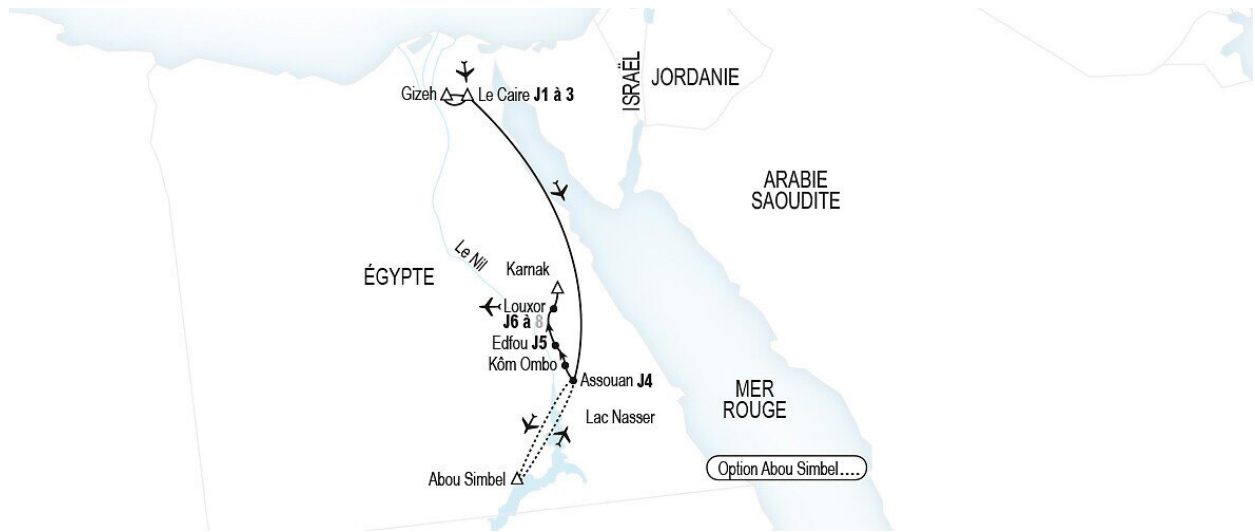 ISRAËL
JORDANIE
Gizeh
Le Caire J1 à 3
ARABIE
SAOUDITE
Le Nil
ÉGYPTE
Karnak
Louxor
J6 à 8
Edfou J5
Kôm Ombo
Assouan J4
MER
ROUGE
Lac Nasser
Abou Simbel
Option Abou Simbel....